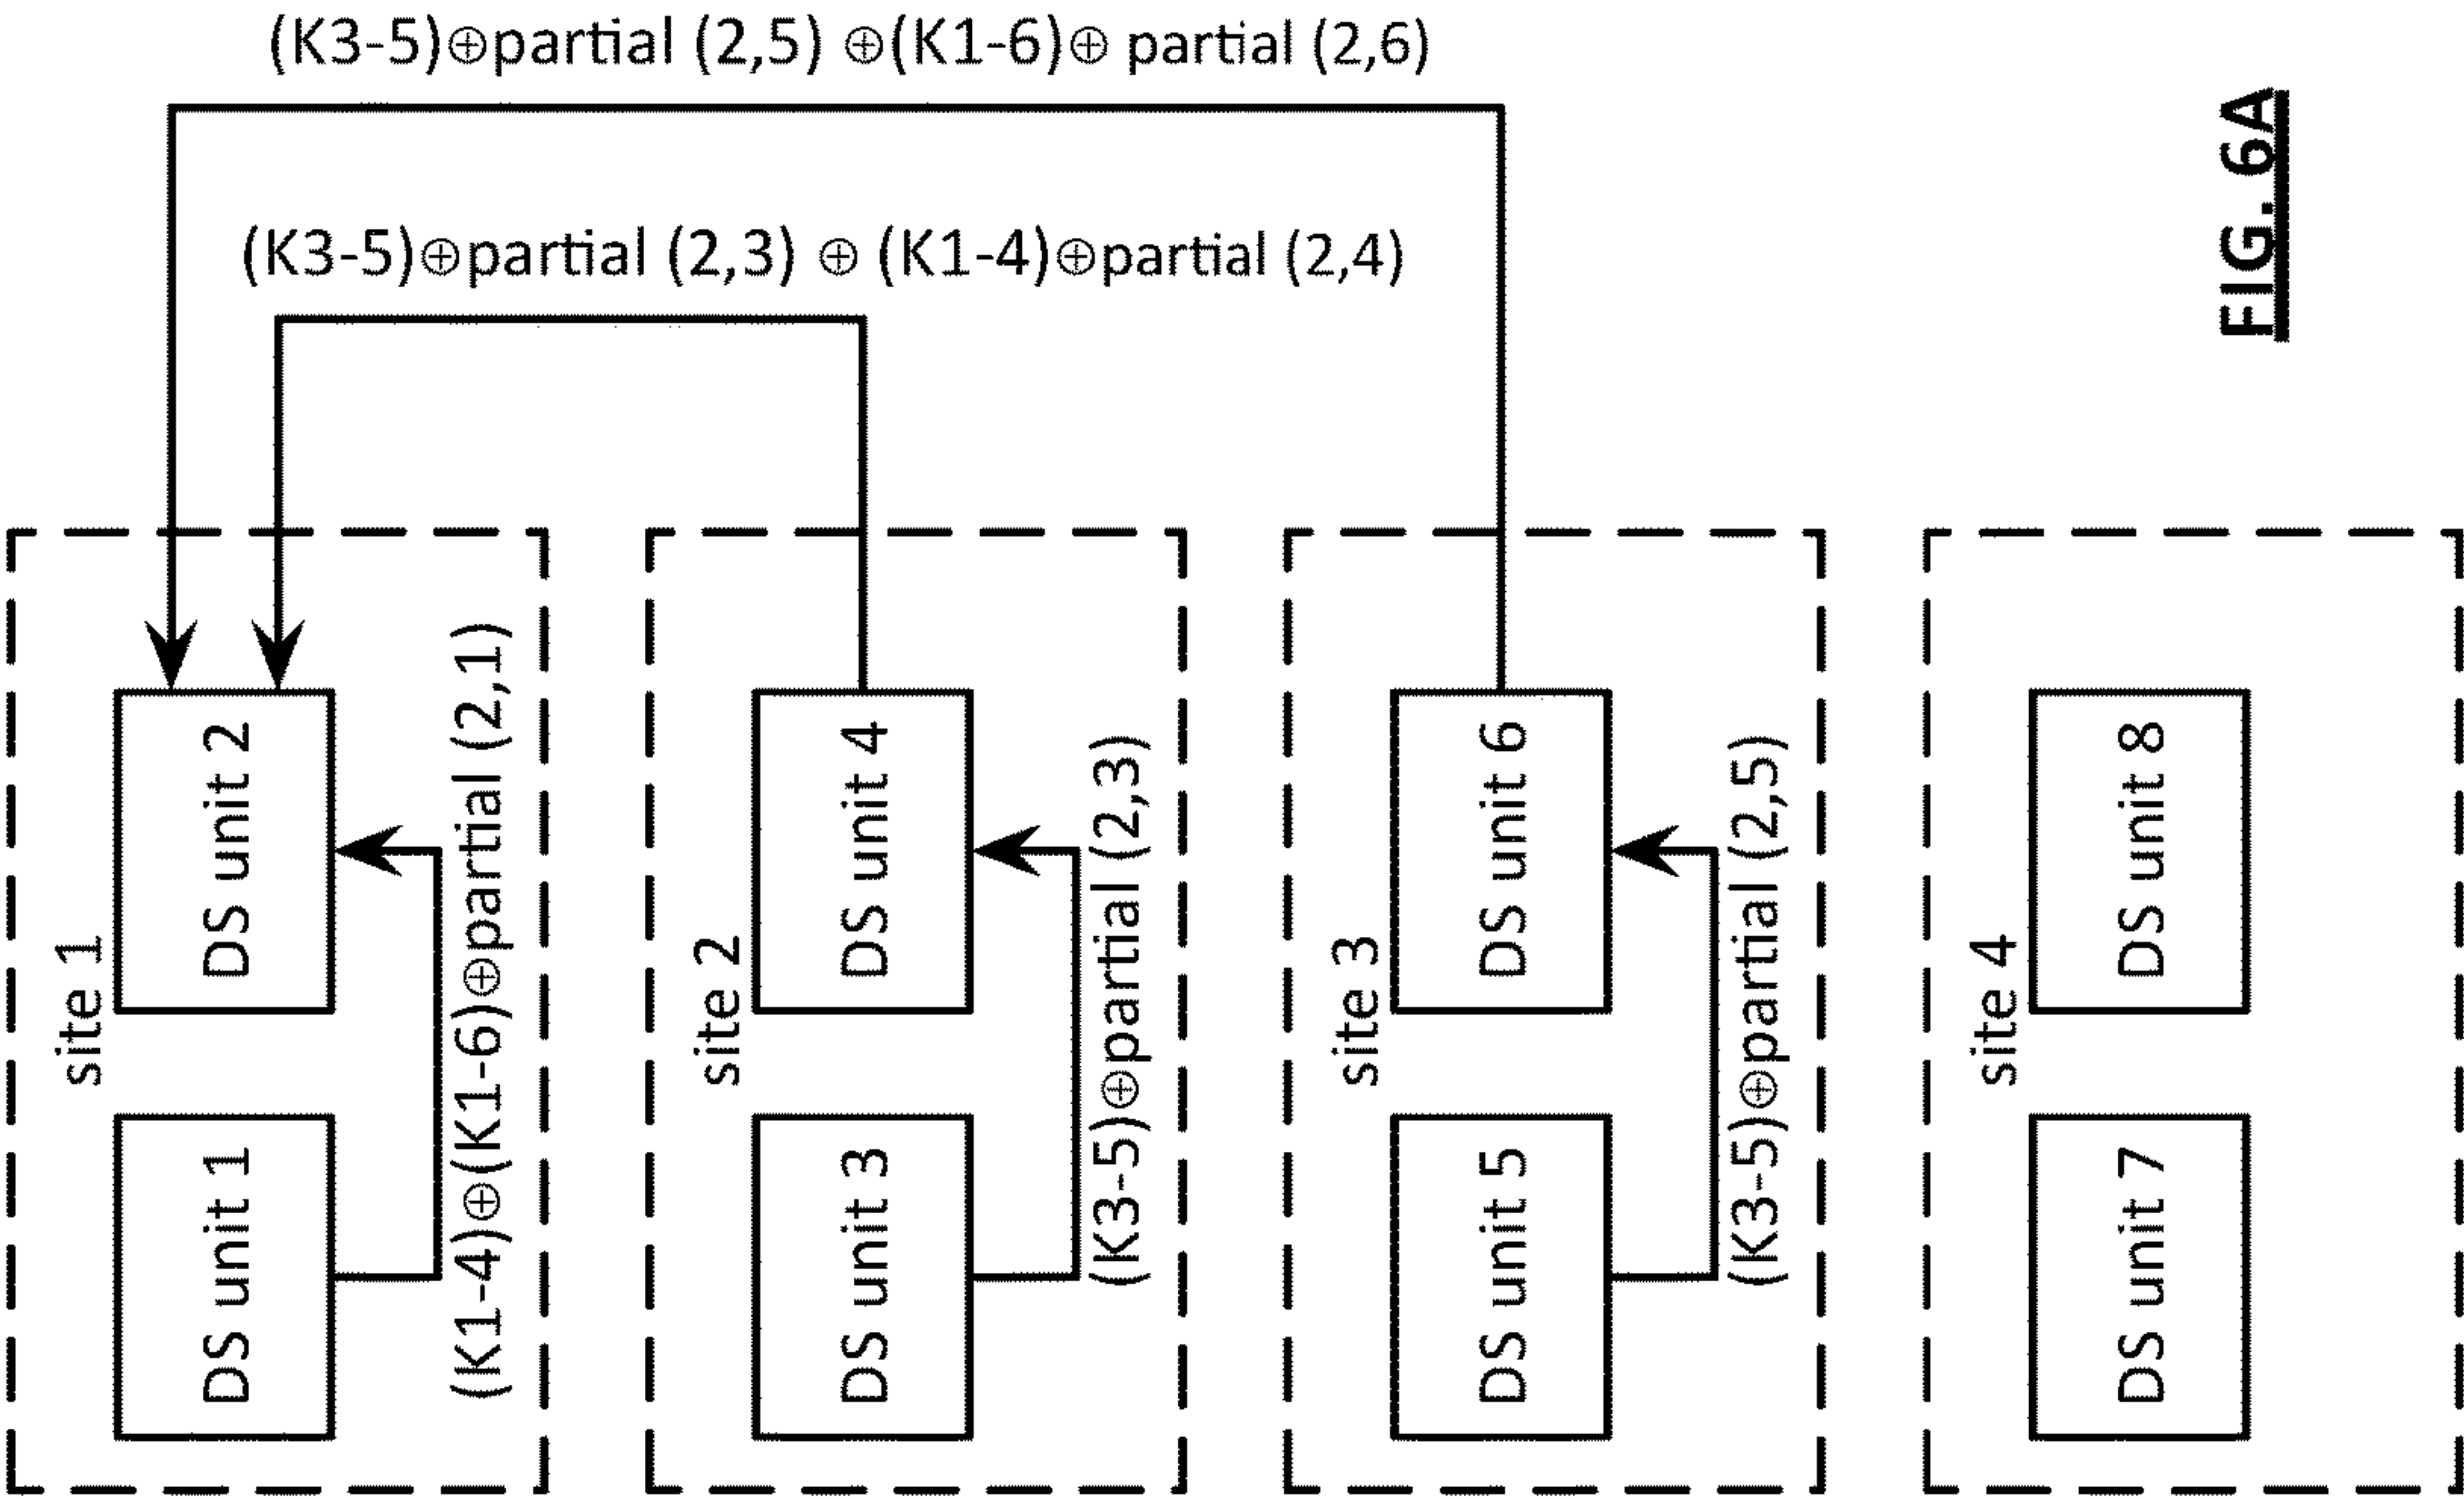 (K3-5)⊕partial (2,5) ⊕(K1-6)⊕ partial (2,6)
(K3-5)⊕partial (2,3) ⊕ (K1-4)⊕partial (2,4)
site 1
DS unit 1
DS unit 2
(K1-4)⊕(K1-6)⊕partial (2,1)
site 2
DS unit 3
DS unit 4
(K3-5)⊕partial (2,3)
site 3
DS unit 5
DS unit 6
(K3-5)⊕partial (2,5)
site 4
DS unit 7
DS unit 8
FIG. 6A